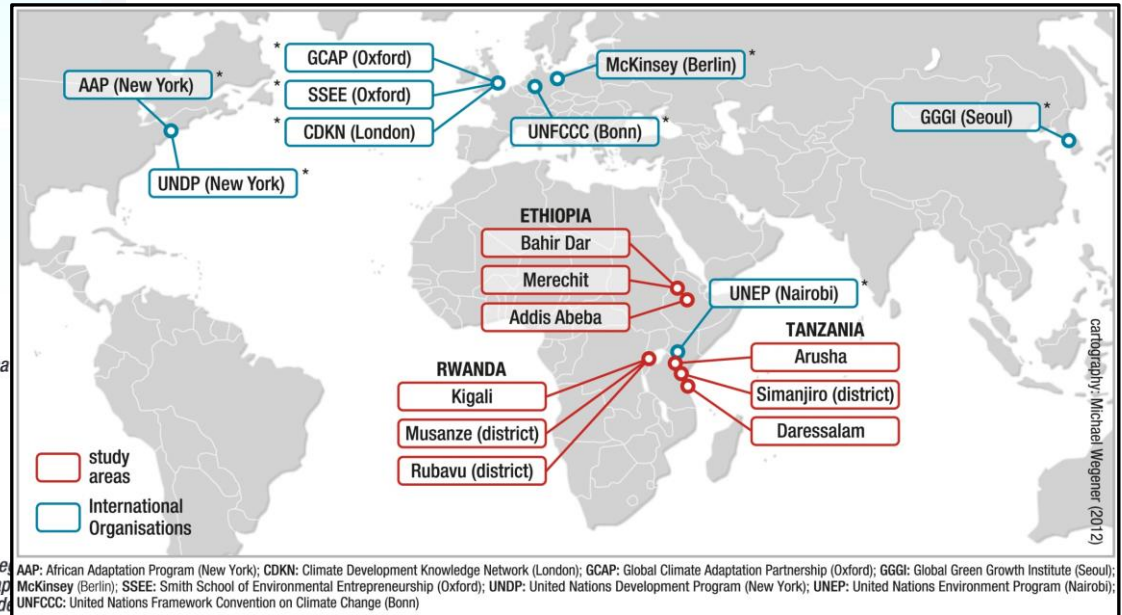 AAP (New York) *
UNDP (New York) *
* GCAP (Oxford)
* SSEE (Oxford)
* CDKN (London)
McKinsey (Berlin) *
UNFCCC (Bonn) *
GGGI (Seoul) *
ETHIOPIA
Bahir Dar
Merechit
Addis Abeba
UNEP (Nairobi) *
TANZANIA
Arusha
Simanjiro (district)
Daressalam
RWANDA
Kigali
Musanze (district)
Rubavu (district)
study
areas
International
Organisations
cartography: Michael Wegener (2012)
AAP: African Adaptation Program (New York); CDKN: Climate Development Knowledge Network (London); GCAP: Global Climate Adaptation Partnership (Oxford); GGGI: Global Green Growth Institute (Seoul);
McKinsey (Berlin); SSEE: Smith School of Environmental Entrepreneurship (Oxford); UNDP: United Nations Development Program (New York); UNEP: United Nations Environment Program (Nairobi);
UNFCCC: United Nations Framework Convention on Climate Change (Bonn)